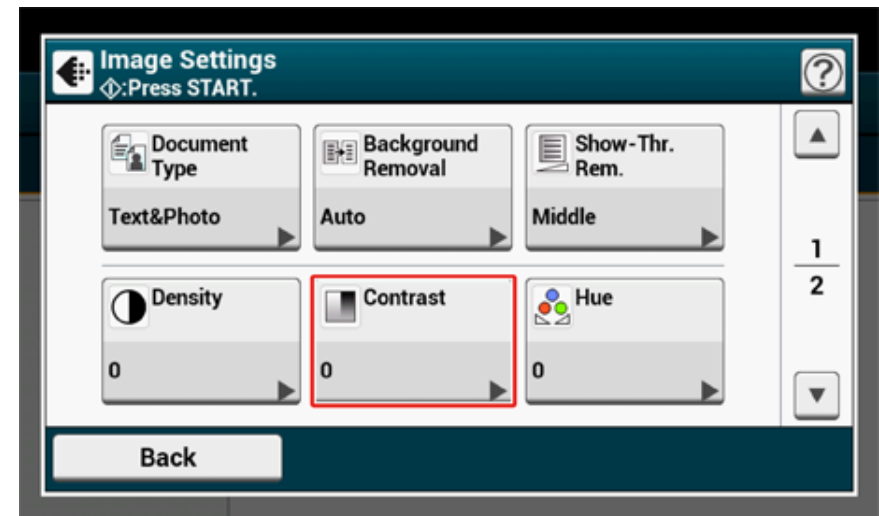 Image Settings
:Press START.
Document
Type
Text&Photo
Background
Removal
Auto
Show-Thr.
Rem.
Middle
Density
0
Contrast
0
Hue
0
1
2
Back